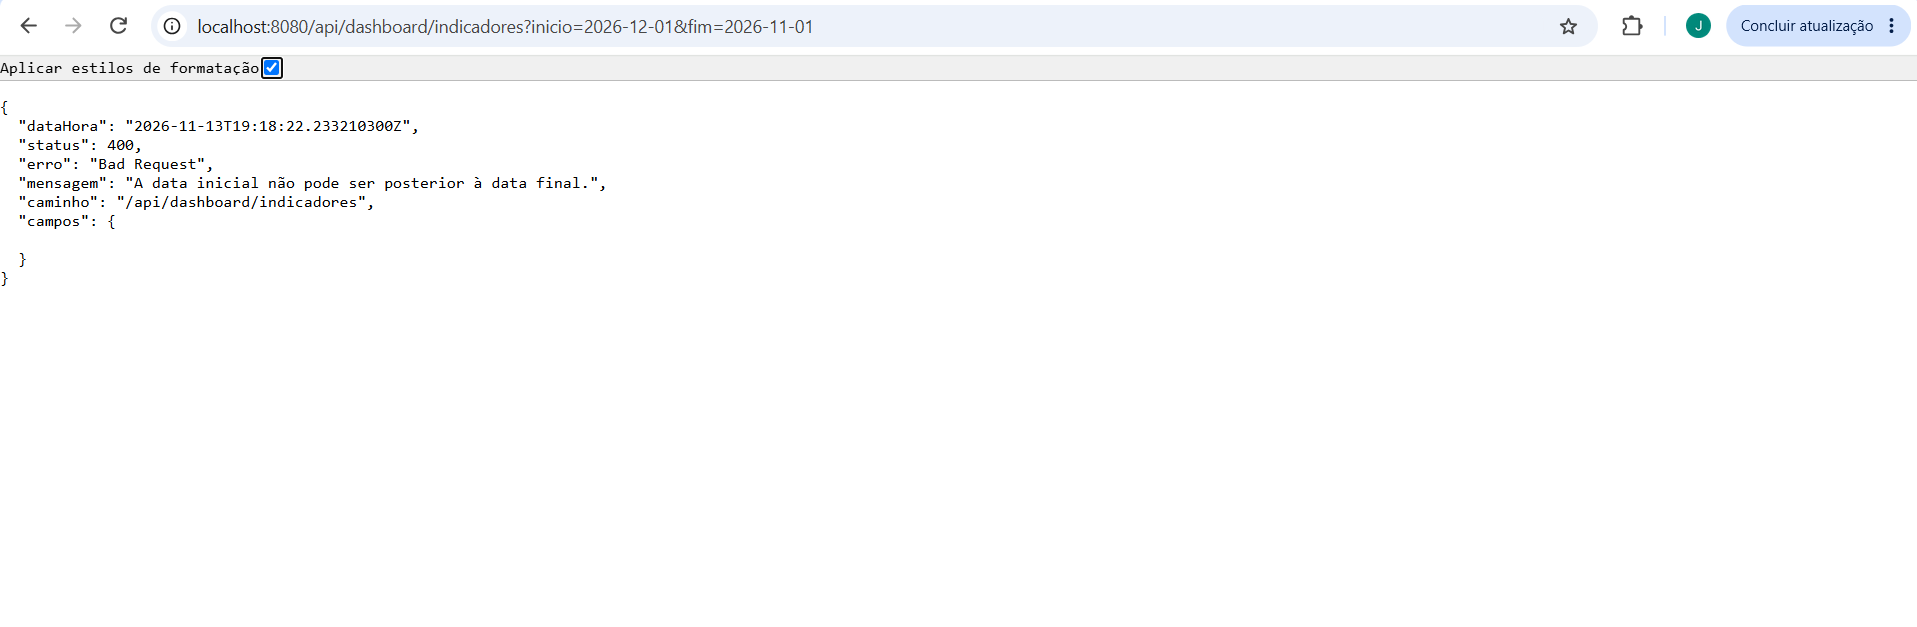 localhost:8080/api/dashboard/indicadores?inicio=2026-12-01&fim=2026-11-01
J
Concluir atualização
Aplicar estilos de formatação
{
  "dataHora": "2026-11-13T19:18:22.233210300Z",
  "status": 400,
  "erro": "Bad Request",
  "mensagem": "A data inicial não pode ser posterior à data final.",
  "caminho": "/api/dashboard/indicadores",
  "campos": {
  }
}